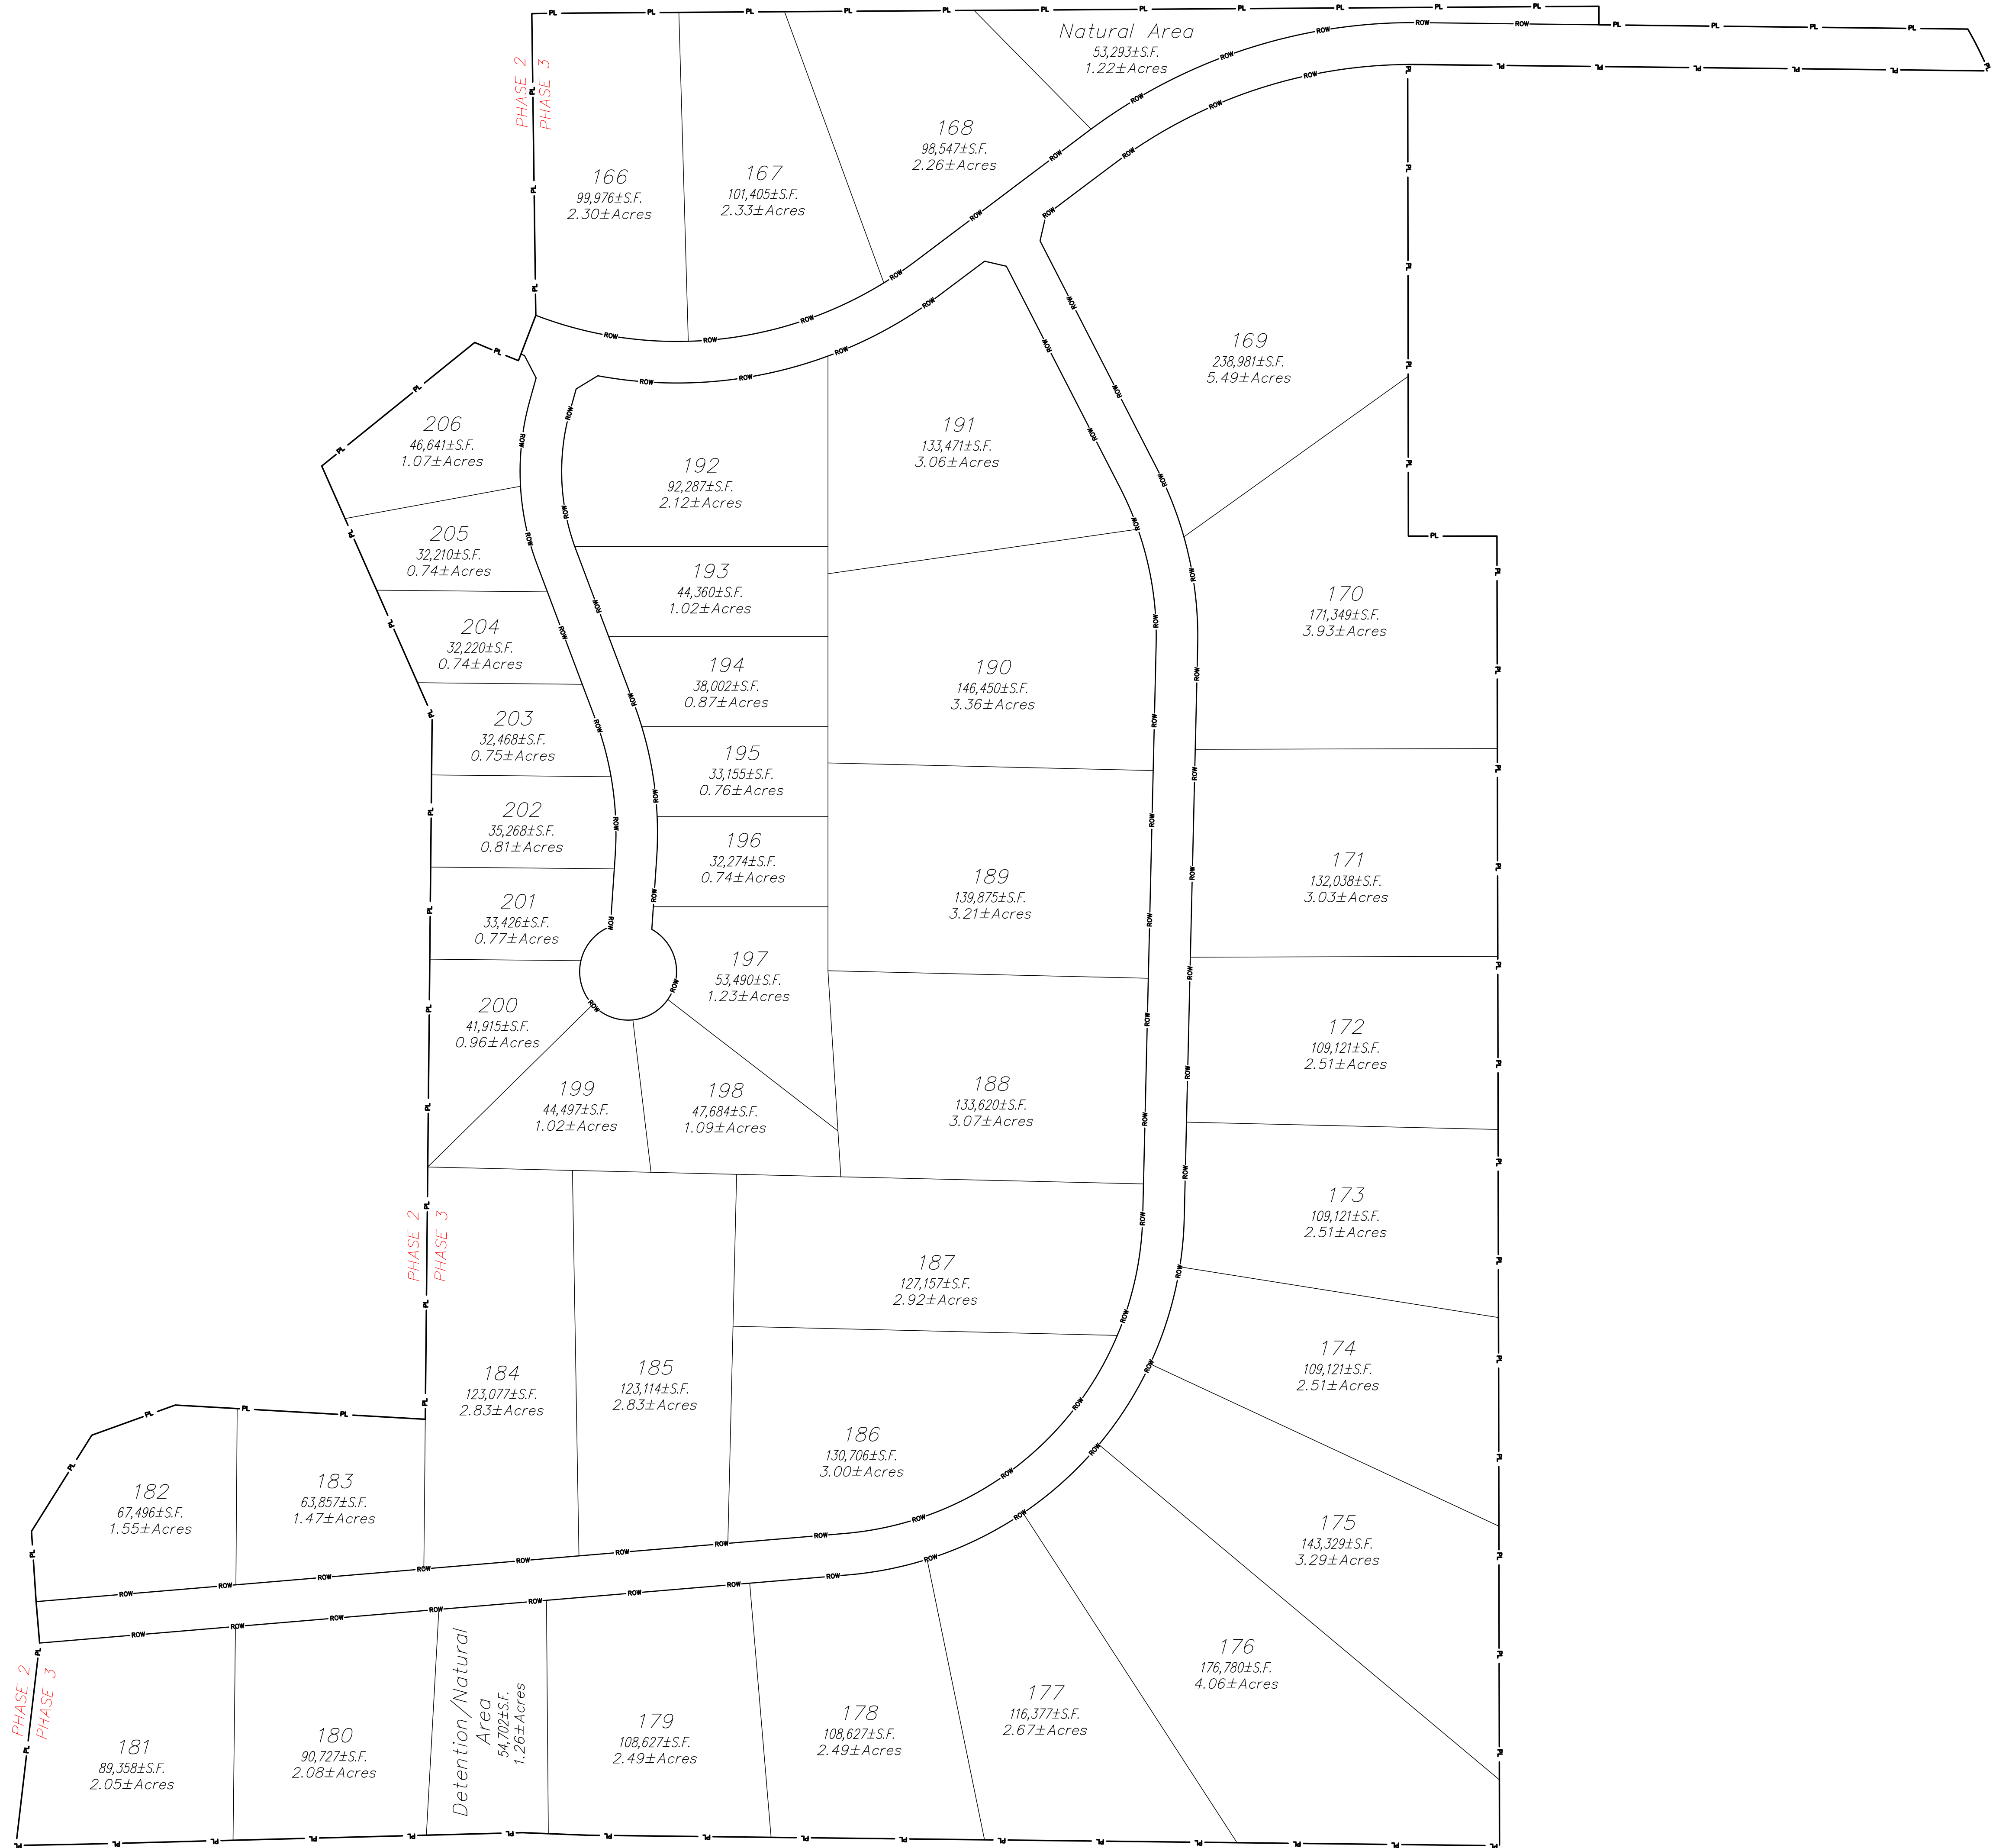 Natural Area
53,293±S.F.
1.22±Acres
PHASE 2
PHASE 3
166
99,976±S.F.
2.30±Acres
167
101,405±S.F.
2.33±Acres
168
98,547±S.F.
2.26±Acres
169
238,981±S.F.
5.49±Acres
206
46,641±S.F.
1.07±Acres
192
92,287±S.F.
2.12±Acres
191
133,471±S.F.
3.06±Acres
205
32,210±S.F.
0.74±Acres
193
44,360±S.F.
1.02±Acres
170
171,349±S.F.
3.93±Acres
204
32,220±S.F.
0.74±Acres
194
38,002±S.F.
0.87±Acres
190
146,450±S.F.
3.36±Acres
203
32,468±S.F.
0.75±Acres
195
33,155±S.F.
0.76±Acres
202
35,268±S.F.
0.81±Acres
196
32,274±S.F.
0.74±Acres
189
139,875±S.F.
3.21±Acres
171
132,038±S.F.
3.03±Acres
201
33,426±S.F.
0.77±Acres
197
53,490±S.F.
1.23±Acres
200
41,915±S.F.
0.96±Acres
172
109,121±S.F.
2.51±Acres
199
44,497±S.F.
1.02±Acres
198
47,684±S.F.
1.09±Acres
188
133,620±S.F.
3.07±Acres
173
109,121±S.F.
2.51±Acres
PHASE 2
PHASE 3
187
127,157±S.F.
2.92±Acres
184
123,077±S.F.
2.83±Acres
185
123,114±S.F.
2.83±Acres
174
109,121±S.F.
2.51±Acres
186
130,706±S.F.
3.00±Acres
182
67,496±S.F.
1.55±Acres
183
63,857±S.F.
1.47±Acres
175
143,329±S.F.
3.29±Acres
176
176,780±S.F.
4.06±Acres
PHASE 2
PHASE 3
181
89,358±S.F.
2.05±Acres
180
90,727±S.F.
2.08±Acres
Detention/Natural
Area
54,702±S.F.
1.26±Acres
179
108,627±S.F.
2.49±Acres
178
108,627±S.F.
2.49±Acres
177
116,377±S.F.
2.67±Acres
PL
ROW